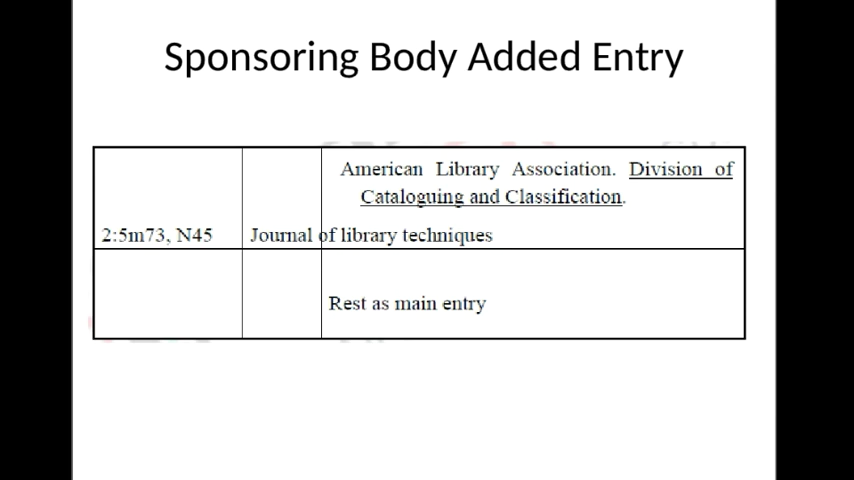 Sponsoring Body Added Entry
American Library Association. Division of
Cataloguing and Classification.
2:5m73, N45 Journal of library techniques
Rest as main entry